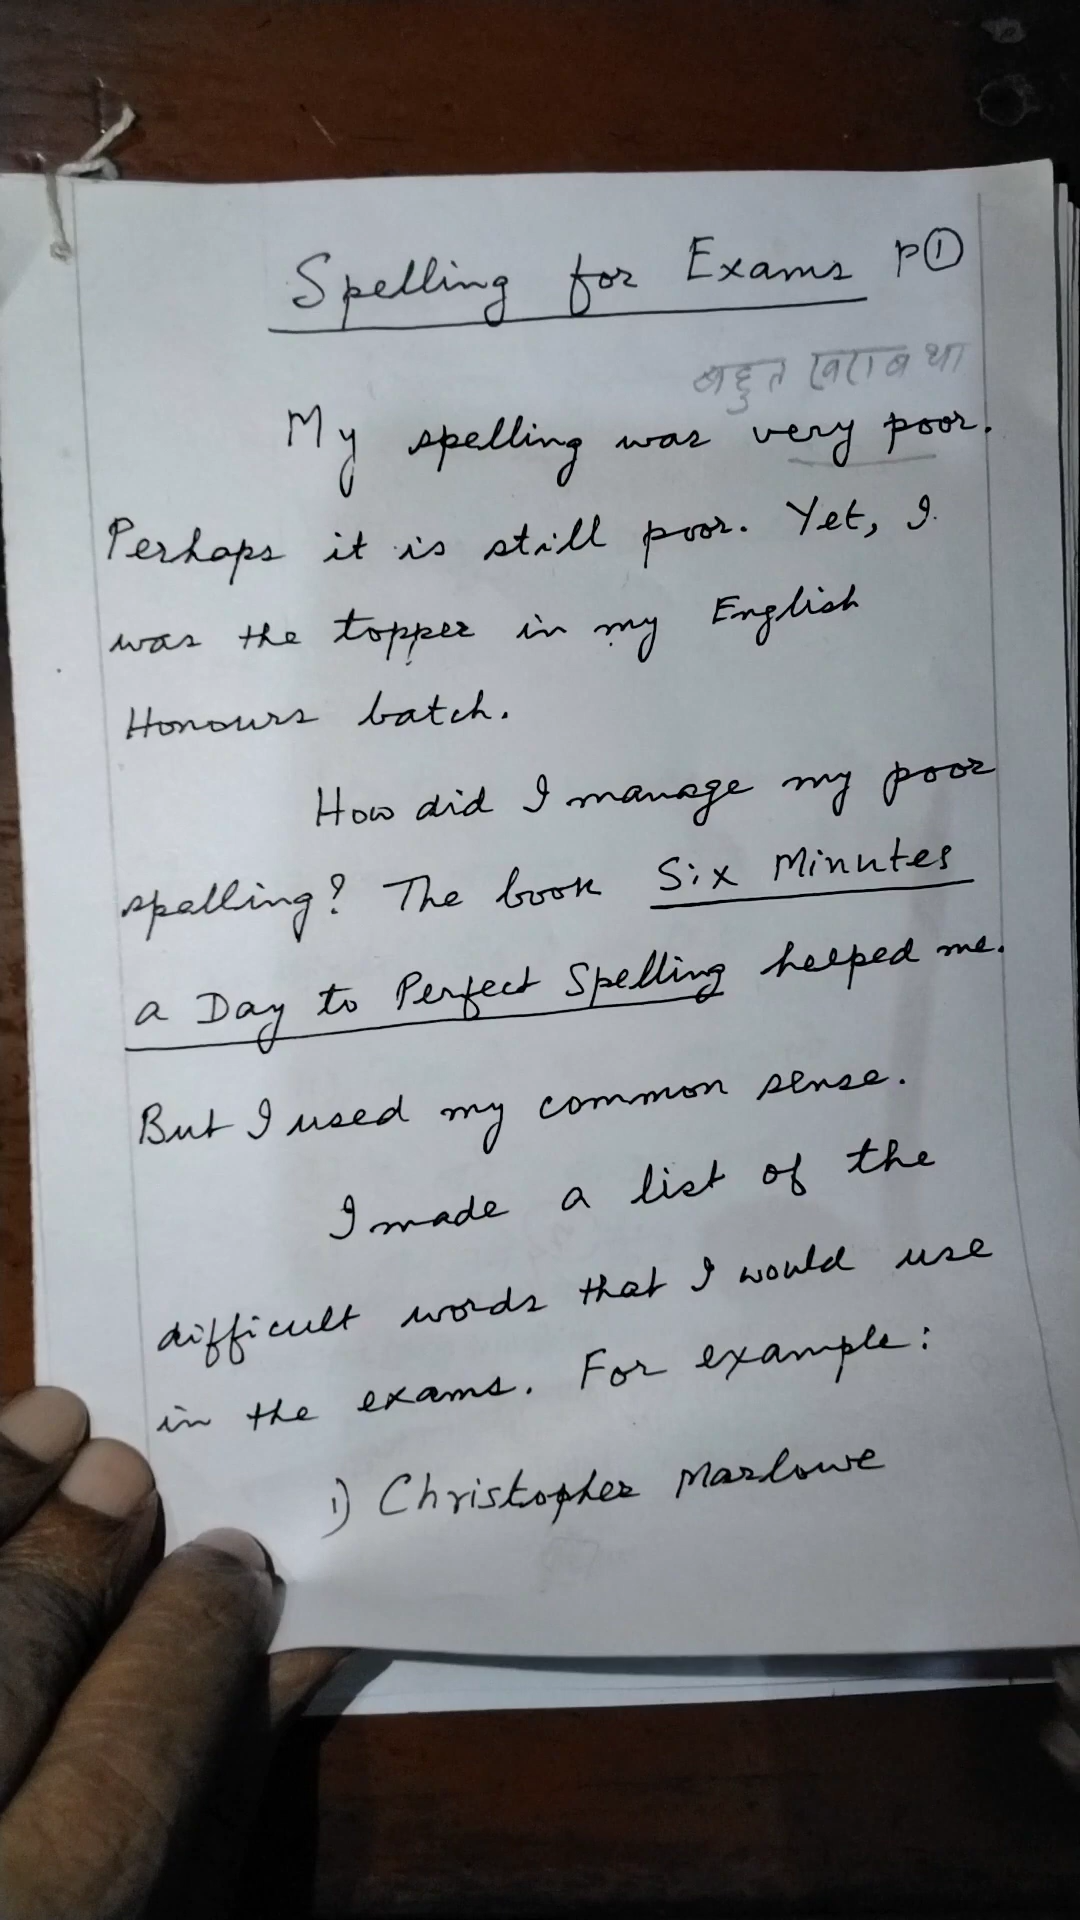 Spelling for Exams P①
बहुत खराब था
My spelling was very poor.
Perhaps it is still poor. Yet, I
was the topper in my English
Honours batch.
How did I manage my poor
spelling? The book Six Minutes
a Day to Perfect Spelling helped me.
But I used my common sense.
I made a list of the
difficult words that I would use
in the exams. For example:
1) Christopher Marlowe